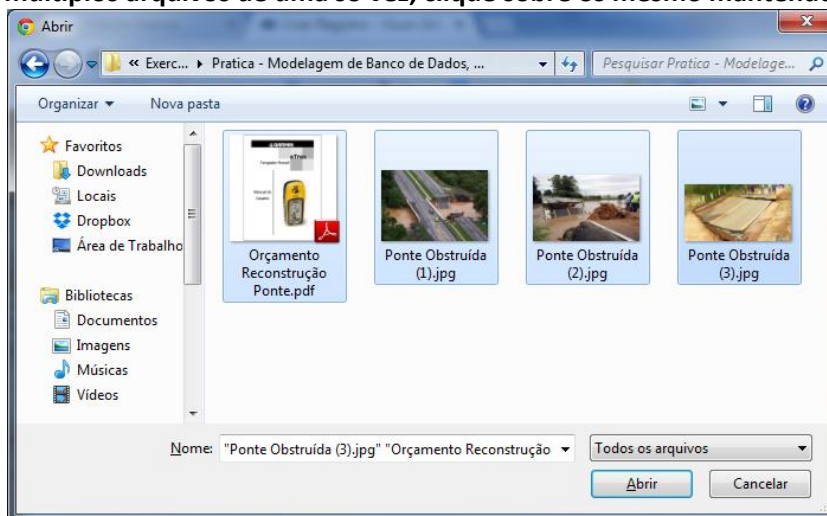 múltiplos arquivos de uma só vez, clique sobre os mesmo mantendo
Abrir
« Exerc... ▸ Pratica - Modelagem de Banco de Dados, ...
Pesquisar Pratica - Modelage...
Organizar
Nova pasta
Favoritos
Downloads
Locais
Dropbox
Área de Trabalho
Bibliotecas
Documentos
Imagens
Músicas
Vídeos
GARMIN
eTrex
Orçamento
Reconstrução
Ponte.pdf
Ponte Obstruída
(1).jpg
Ponte Obstruída
(2).jpg
Ponte Obstruída
(3).jpg
Nome: "Ponte Obstruída (3).jpg" "Orçamento Reconstrução
Todos os arquivos
Abrir
Cancelar